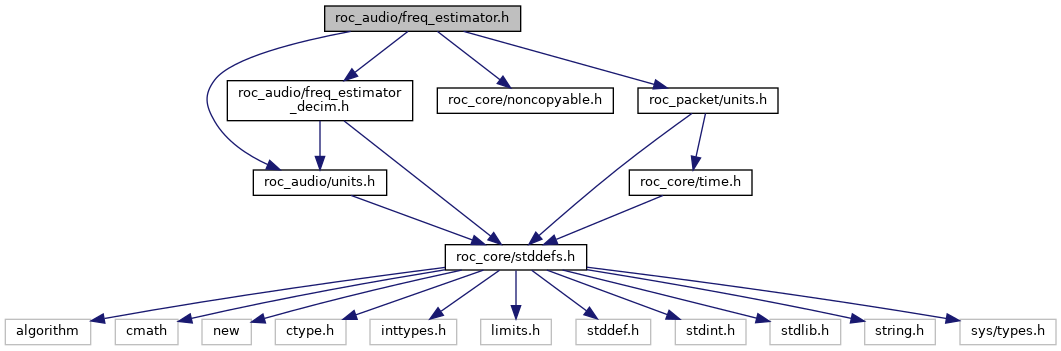 roc_audio/freq_estimator.h
roc_audio/freq_estimator
_decim.h
roc_core/noncopyable.h
roc_packet/units.h
roc_audio/units.h
roc_core/time.h
roc_core/stddefs.h
algorithm
cmath
new
ctype.h
inttypes.h
limits.h
stddef.h
stdint.h
stdlib.h
string.h
sys/types.h